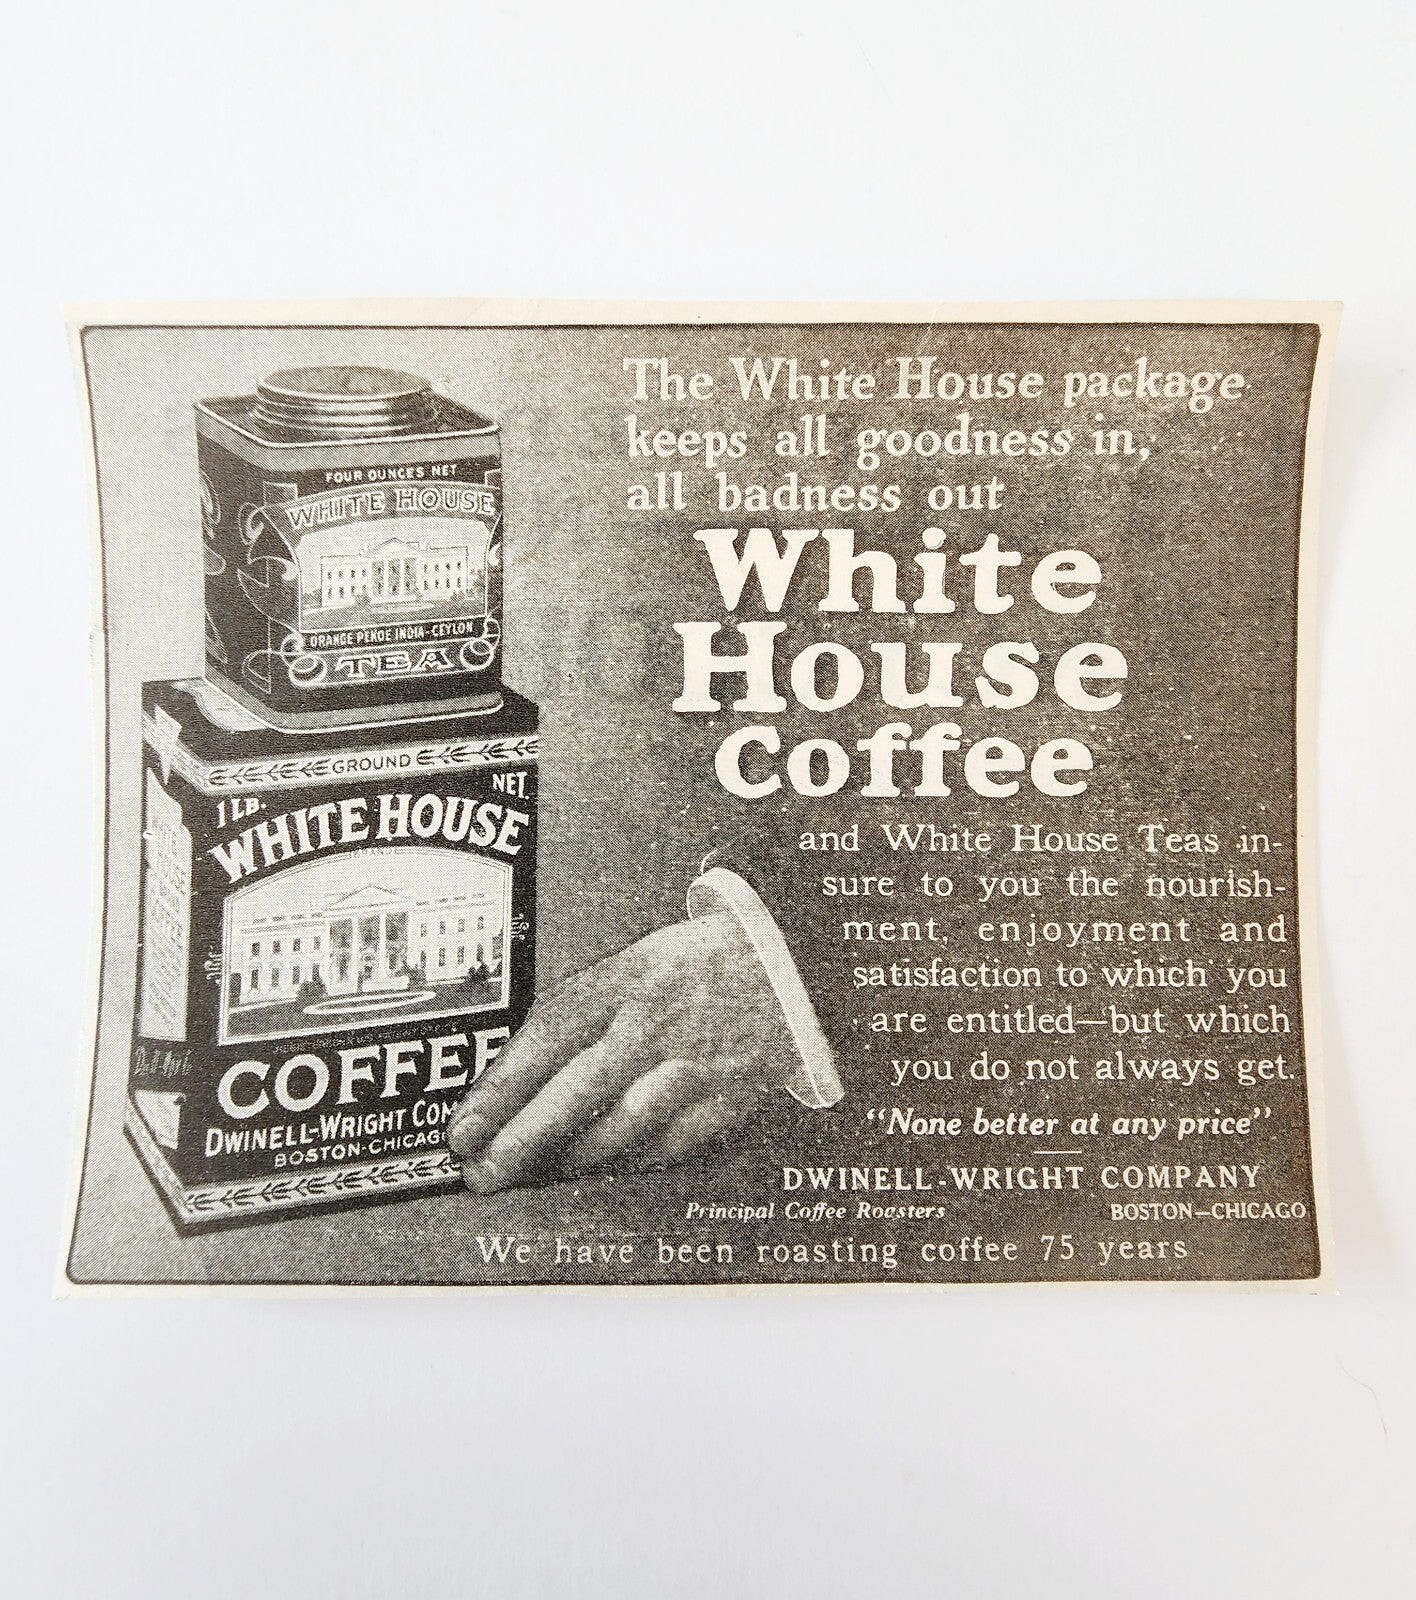 The White House package
keeps all goodness in,
all badness out
White
House
Coffee
and White House Teas in-
sure to you the nourish-
ment, enjoyment and
satisfaction to which you
are entitled—but which
you do not always get.
"None better at any price"
DWINELL-WRIGHT COMPANY
Principal Coffee Roasters BOSTON—CHICAGO
We have been roasting coffee 75 years
FOUR OUNCES NET
WHITE HOUSE
ORANGE PEKOE INDIA-CEYLON
TEA
GROUND
1 LB. NET.
WHITE HOUSE
BRAND
COFFEE
DWINELL-WRIGHT COM
BOSTON-CHICAG
WHITE
HOUSE